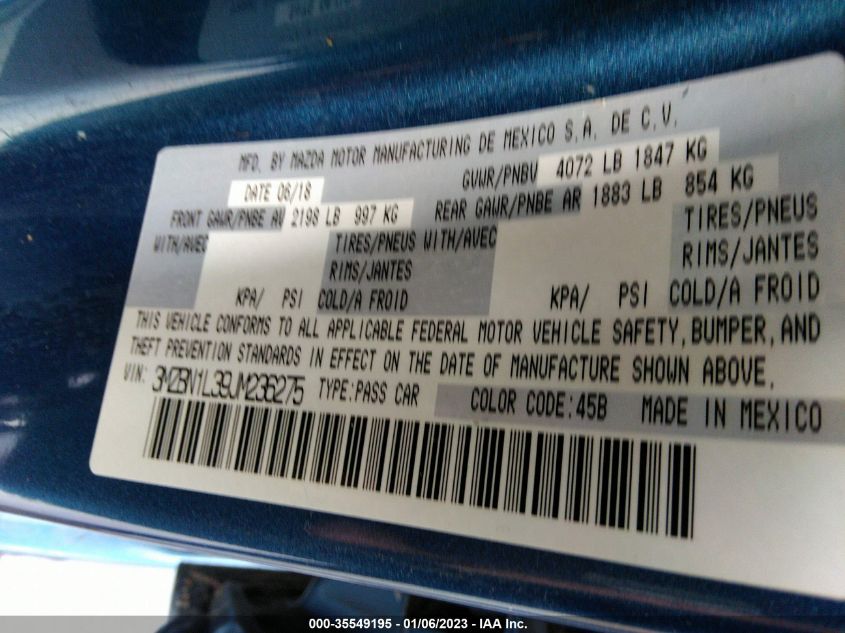 MFD. BY MAZDA MOTOR MANUFACTURING DE MEXICO S.A. DE C.V.
DATE 06/18 GVWR/PNBV 4072 LB 1847 KG
FRONT GAWR/PNBE AV 2198 LB 997 KG REAR GAWR/PNBE AR 1883 LB 854 KG
WITH/AVEC TIRES/PNEUS WITH/AVEC TIRES/PNEUS
RIMS/JANTES RIMS/JANTES
KPA/ PSI COLD/A FROID KPA/ PSI COLD/A FROID
THIS VEHICLE CONFORMS TO ALL APPLICABLE FEDERAL MOTOR VEHICLE SAFETY, BUMPER, AND
THEFT PREVENTION STANDARDS IN EFFECT ON THE DATE OF MANUFACTURE SHOWN ABOVE.
VIN: 3MZBN1L39JM236275 TYPE:PASS CAR COLOR CODE:45B MADE IN MEXICO
000-35549195 - 01/06/2023 - IAA Inc.